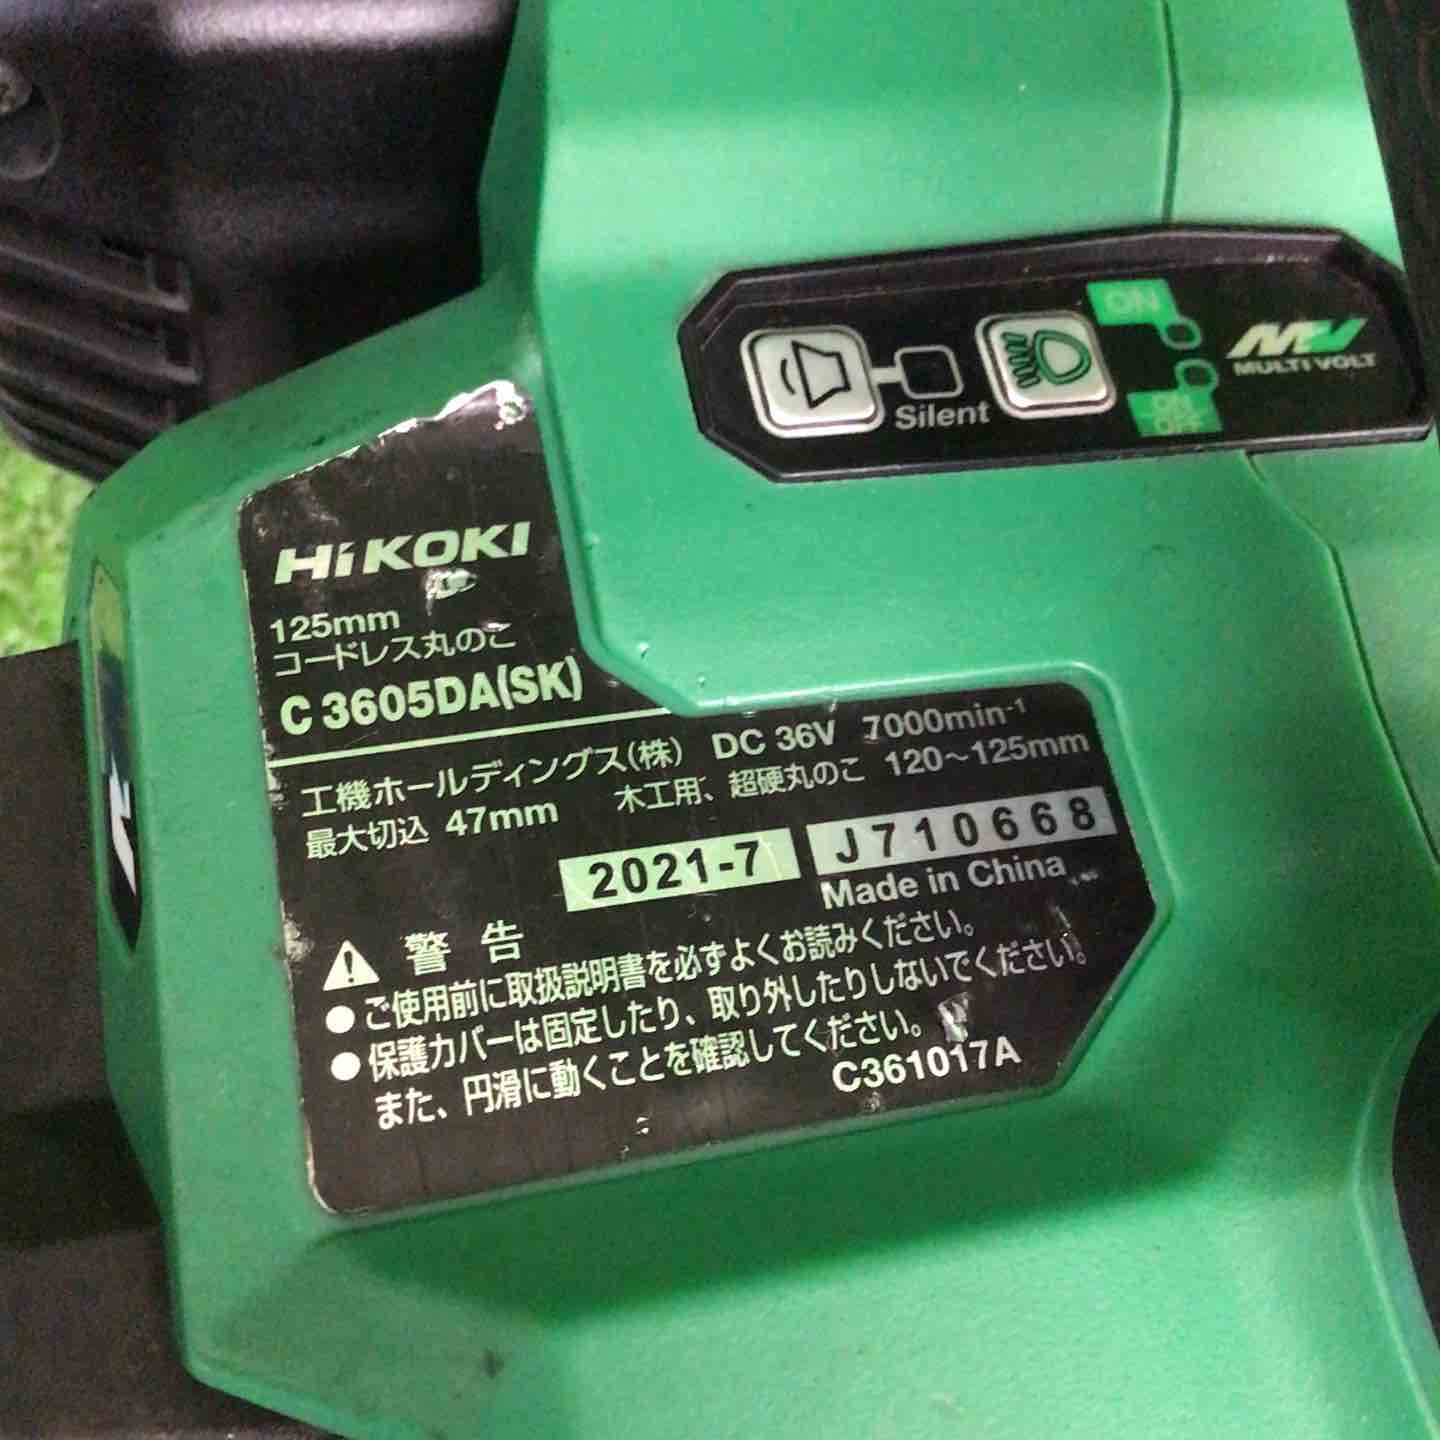 ON
MULTI VOLT
Silent
ON
OFF
HiKOKI
125mm
コードレス丸のこ
C 3605DA(SK)
工機ホールディングス(株) DC 36V 7000min⁻¹
最大切込 47mm 木工用、超硬丸のこ 120〜125mm
2021-7 J710668
Made in China
警告
●ご使用前に取扱説明書を必ずよくお読みください。
●保護カバーは固定したり、取り外したりしないでください。
また、円滑に動くことを確認してください。
C361017A